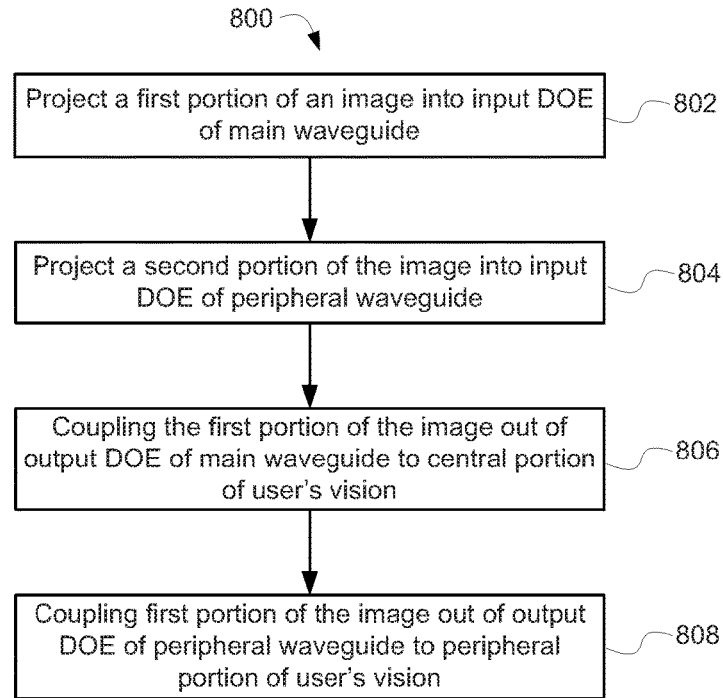 800
Project a first portion of an image into input DOE
of main waveguide
802
Project a second portion of the image into input
DOE of peripheral waveguide
804
Coupling the first portion of the image out of
output DOE of main waveguide to central portion
of user's vision
806
Coupling first portion of the image out of output
DOE of peripheral waveguide to peripheral
portion of user's vision
808